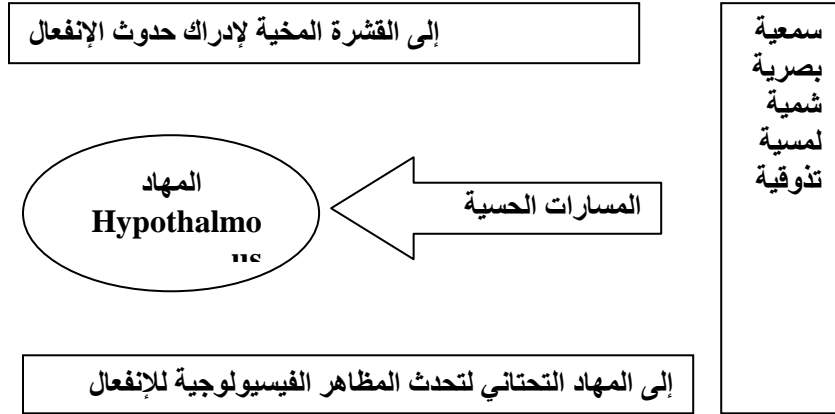 إلى القشرة المخية لإدراك حدوث الإنفعال
سمعية
بصرية
شمية
لمسية
تذوقية
المسارات الحسية
المهاد
Hypothalmo
us
إلى المهاد التحتاني لتحدث المظاهر الفيسيولوجية للإنفعال